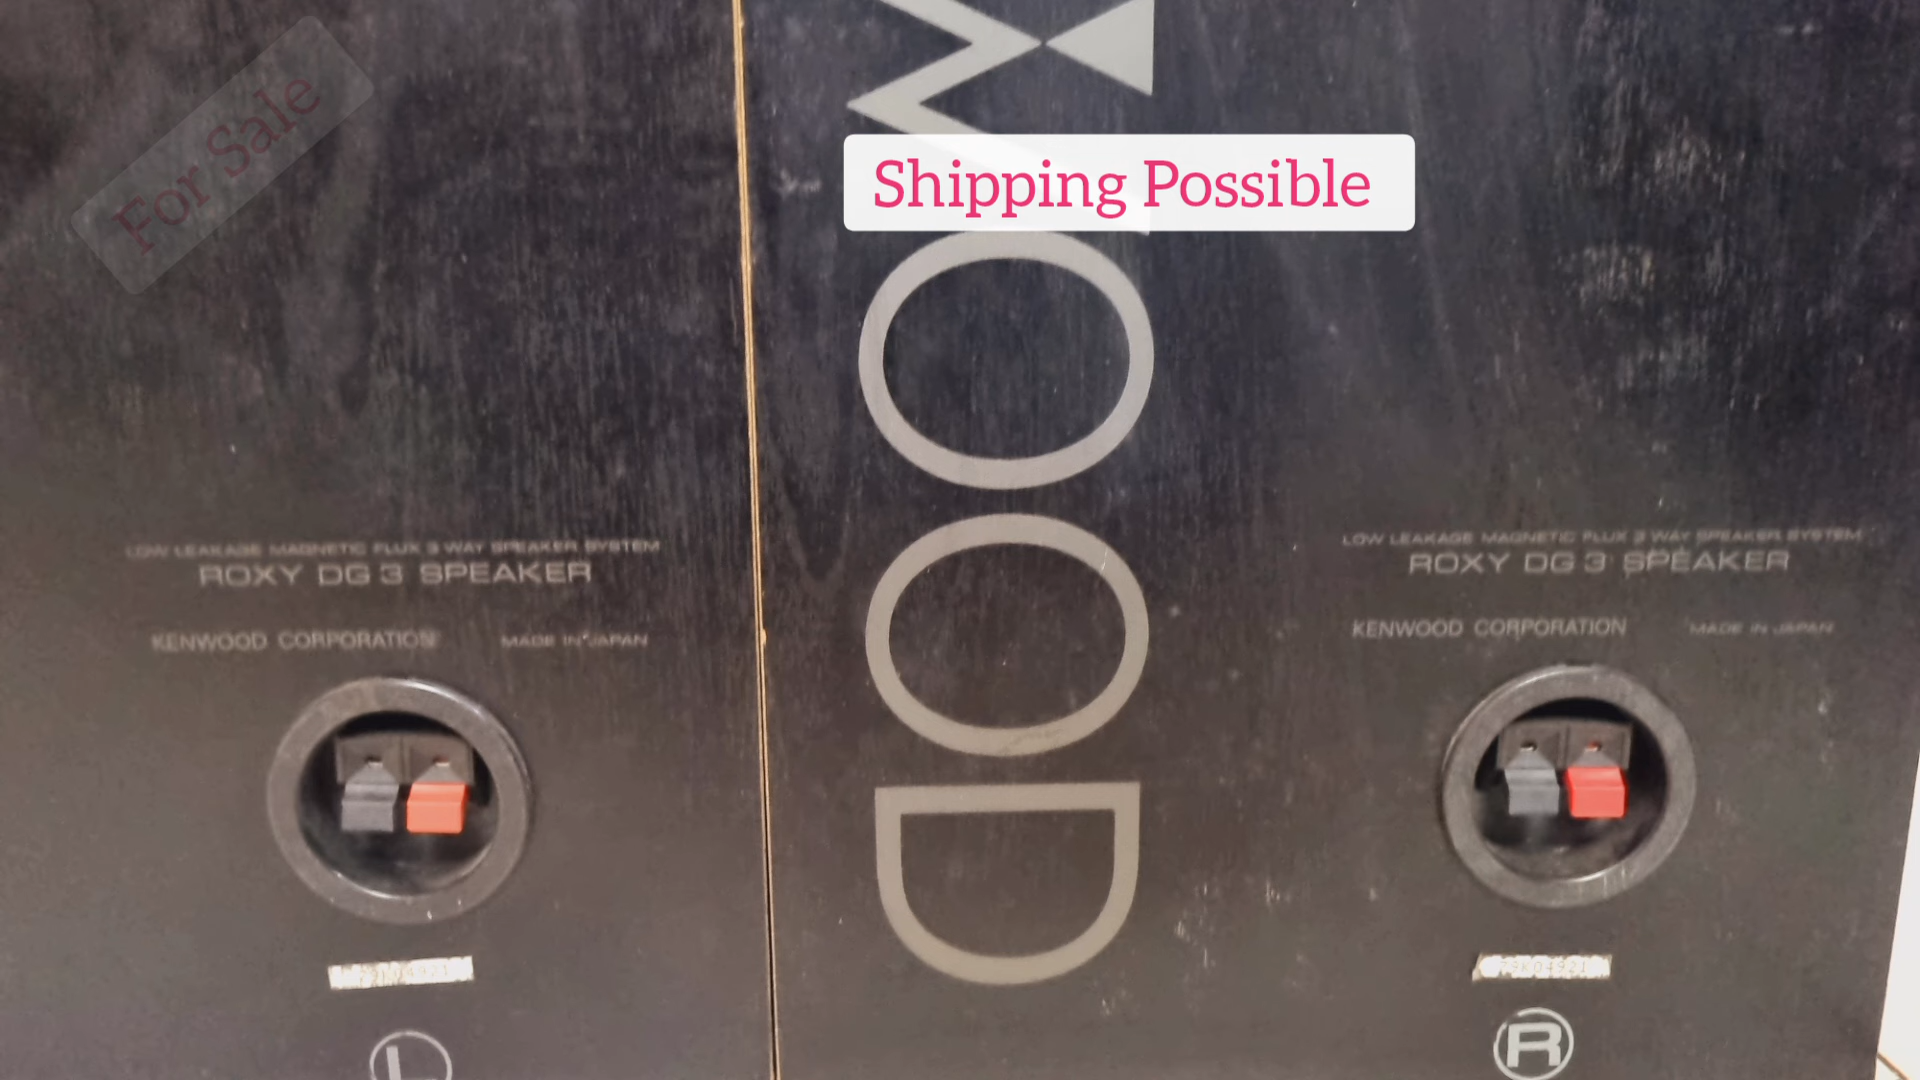 For Sale
Shipping Possible
WOOD
LOW LEAKAGE MAGNETIC FLUX 3 WAY SPEAKER SYSTEM
ROXY DG 3 SPEAKER
KENWOOD CORPORATION MADE IN JAPAN
L
LOW LEAKAGE MAGNETIC FLUX 3 WAY SPEAKER SYSTEM
ROXY DG 3 SPEAKER
KENWOOD CORPORATION MADE IN JAPAN
R